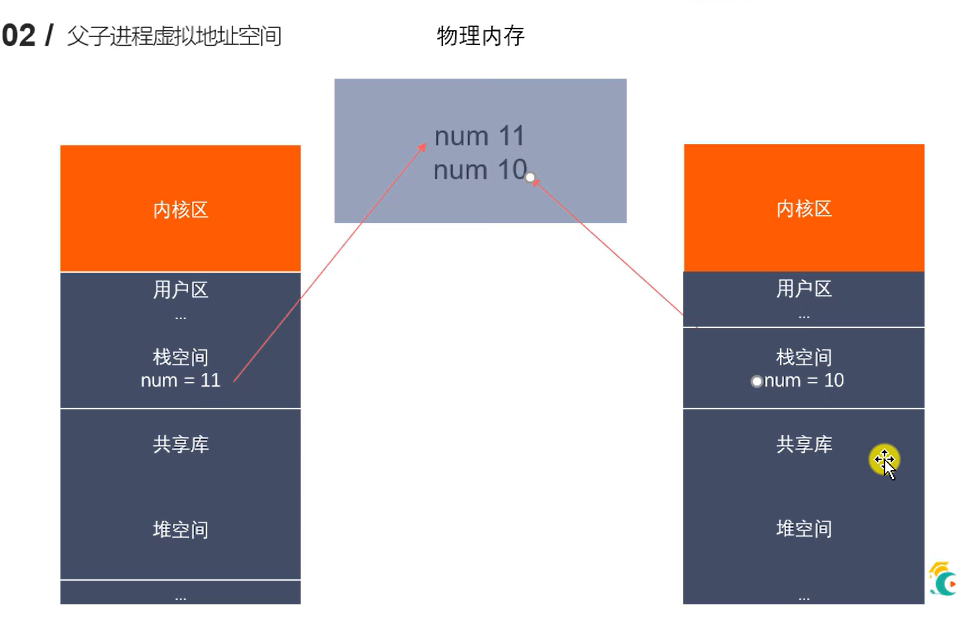 02 / 父子进程虚拟地址空间
物理内存
num 11
num 10
内核区
用户区
...
栈空间
num = 11
共享库
堆空间
...
内核区
用户区
...
栈空间
num = 10
共享库
堆空间
...